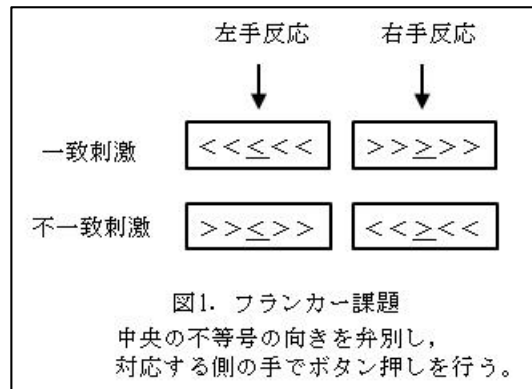 左手反応 右手反応
一致刺激 <<≤<< >>≥>>
不一致刺激 >>≤>> <<≥<<
図1. フランカー課題
中央の不等号の向きを弁別し,
対応する側の手でボタン押しを行う。